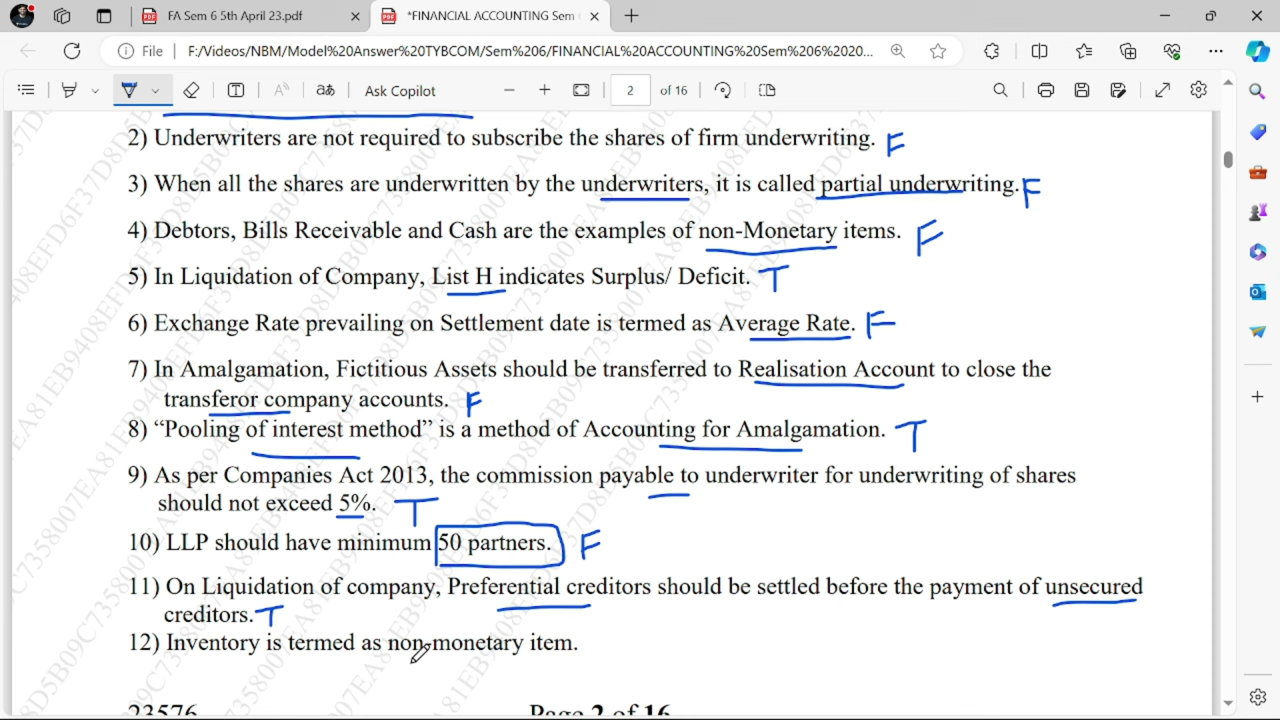 FA Sem 6 5th April 23.pdf
*FINANCIAL ACCOUNTING Sem
File
F:/Videos/NBM/Model%20Answer%20TYBCOM/Sem%206/FINANCIAL%20ACCOUNTING%20Sem%206%2020...
Ask Copilot
2 of 16
2) Underwriters are not required to subscribe the shares of firm underwriting. F
3) When all the shares are underwritten by the underwriters, it is called partial underwriting. F
4) Debtors, Bills Receivable and Cash are the examples of non-Monetary items. F
5) In Liquidation of Company, List H indicates Surplus/ Deficit. T
6) Exchange Rate prevailing on Settlement date is termed as Average Rate. F
7) In Amalgamation, Fictitious Assets should be transferred to Realisation Account to close the
transferor company accounts. F
8) “Pooling of interest method” is a method of Accounting for Amalgamation. T
9) As per Companies Act 2013, the commission payable to underwriter for underwriting of shares
should not exceed 5%. T
10) LLP should have minimum 50 partners. F
11) On Liquidation of company, Preferential creditors should be settled before the payment of unsecured
creditors. T
12) Inventory is termed as non-monetary item.
23576
Page 2 of 16